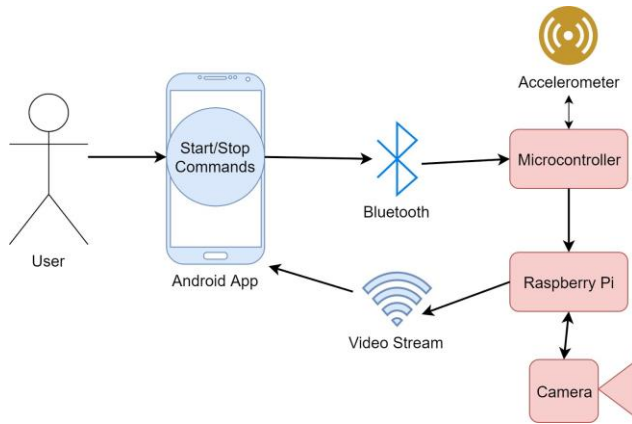 Accelerometer
Start/Stop
Commands
Microcontroller
Bluetooth
User
Android App
Raspberry Pi
Video Stream
Camera